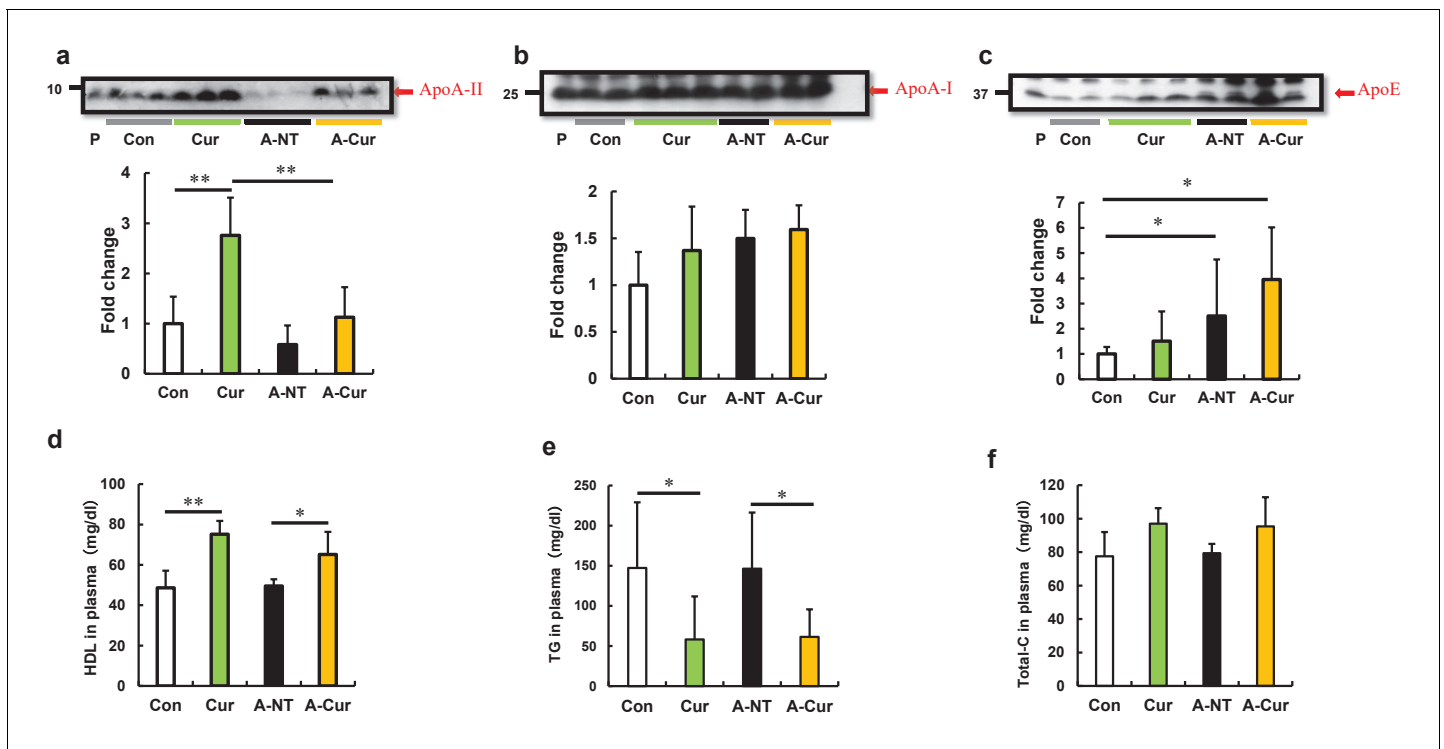 a
10
ApoA-II
P Con Cur A-NT A-Cur
** **
Fold change
4
3
2
1
0
Con Cur A-NT A-Cur
b
25
ApoA-I
P Con Cur A-NT A-Cur
Fold change
2
1.5
1
0.5
0
Con Cur A-NT A-Cur
c
37
ApoE
P Con Cur A-NT A-Cur
*
*
Fold change
7
6
5
4
3
2
1
0
Con Cur A-NT A-Cur
d
** *
HDL in plasma (mg/dl)
100
80
60
40
20
0
Con Cur A-NT A-Cur
e
* *
TG in plasma (mg/dl)
250
200
150
100
50
0
Con Cur A-NT A-Cur
f
Total-C in plasma (mg/dl)
120
100
80
60
40
20
0
Con Cur A-NT A-Cur